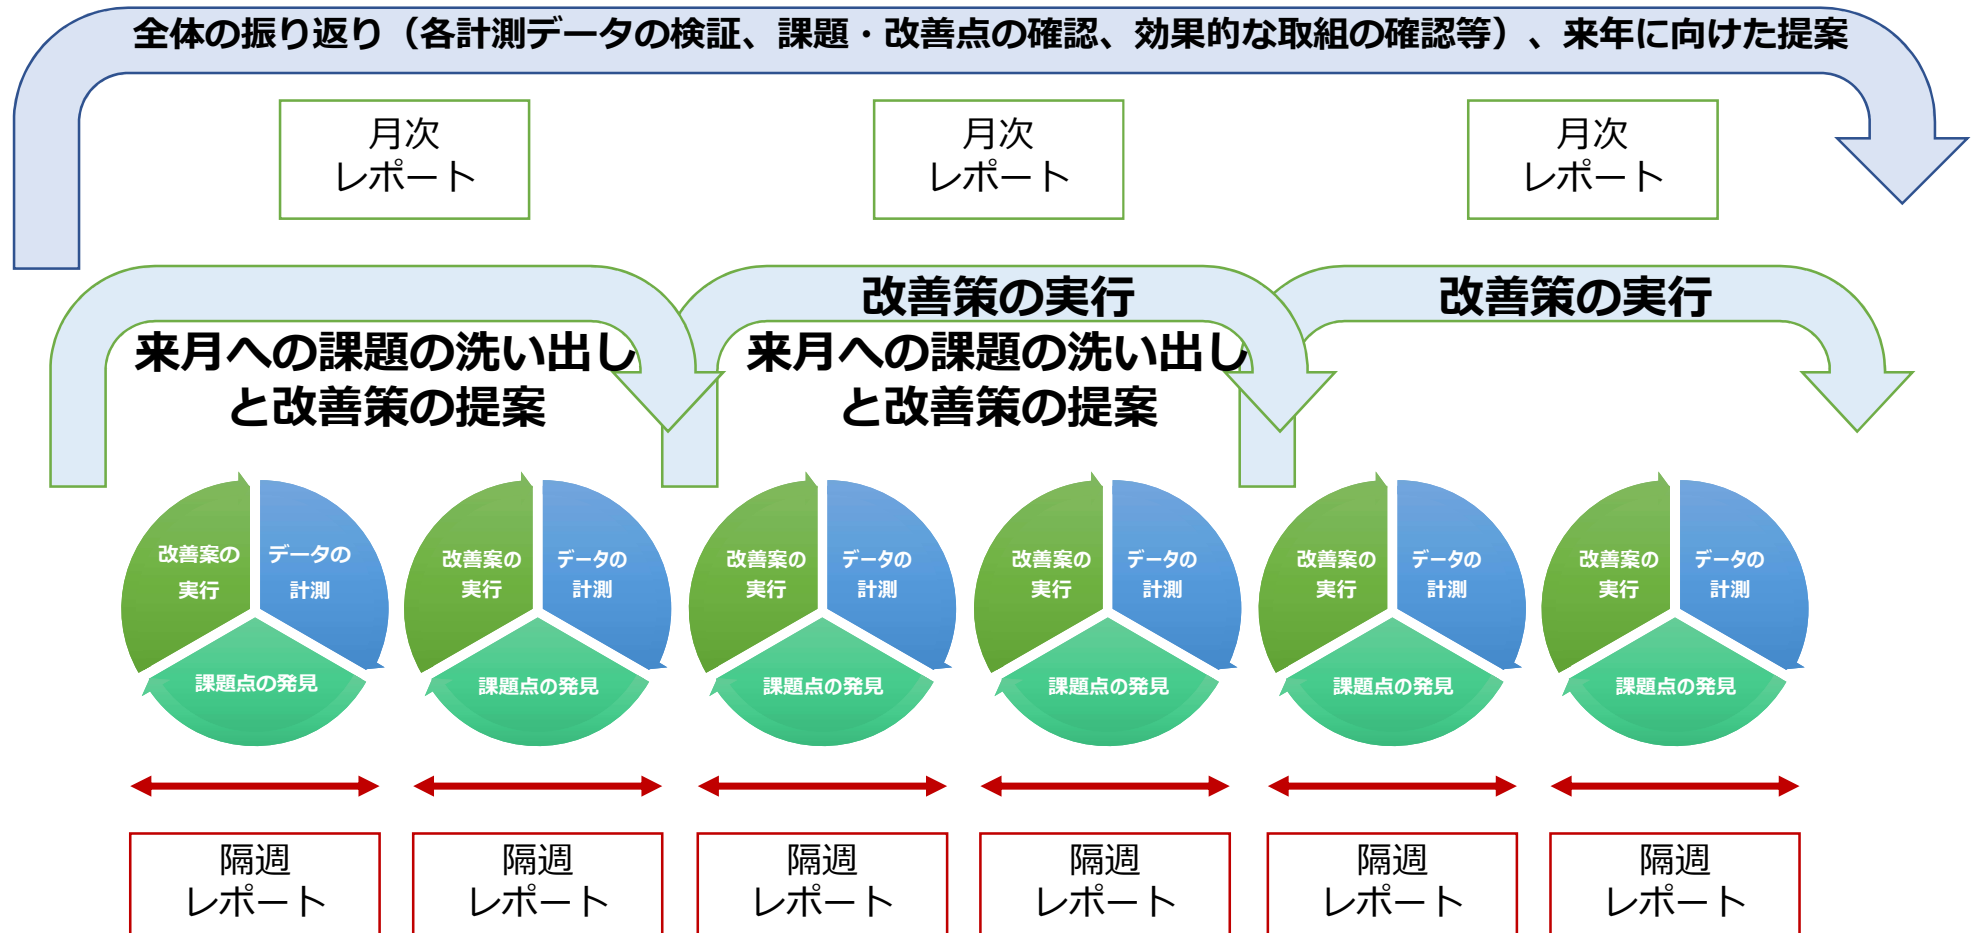 全体の振り返り（各計測データの検証、課題・改善点の確認、効果的な取組の確認等）、来年に向けた提案
月次
レポート
月次
レポート
月次
レポート
来月への課題の洗い出し
と改善策の提案
改善策の実行
来月への課題の洗い出し
と改善策の提案
改善策の実行
改善案の
実行
データの
計測
課題点の発見
改善案の
実行
データの
計測
課題点の発見
改善案の
実行
データの
計測
課題点の発見
改善案の
実行
データの
計測
課題点の発見
改善案の
実行
データの
計測
課題点の発見
改善案の
実行
データの
計測
課題点の発見
隔週
レポート
隔週
レポート
隔週
レポート
隔週
レポート
隔週
レポート
隔週
レポート